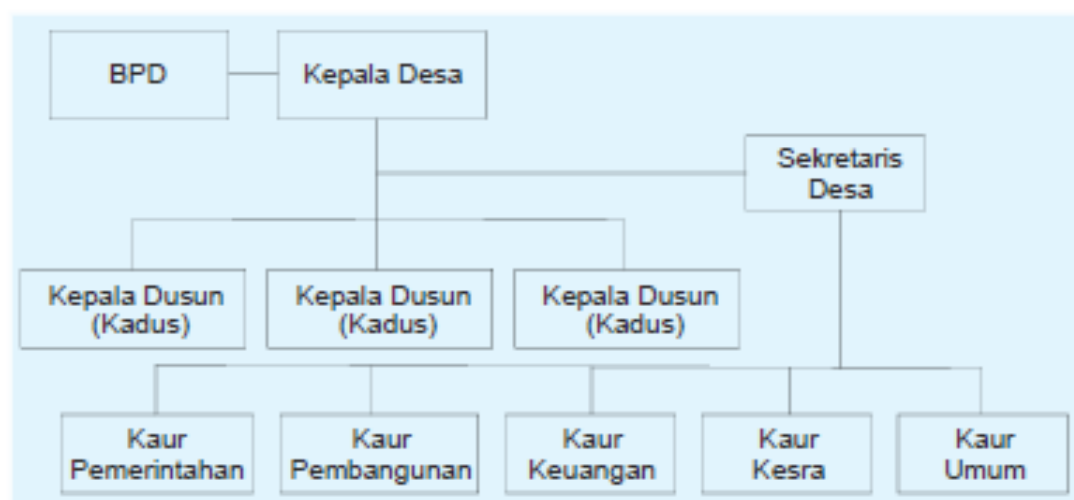 BPD
Kepala Desa
Sekretaris
Desa
Kepala Dusun
(Kadus)
Kepala Dusun
(Kadus)
Kepala Dusun
(Kadus)
Kaur
Pemerintahan
Kaur
Pembangunan
Kaur
Keuangan
Kaur
Kesra
Kaur
Umum